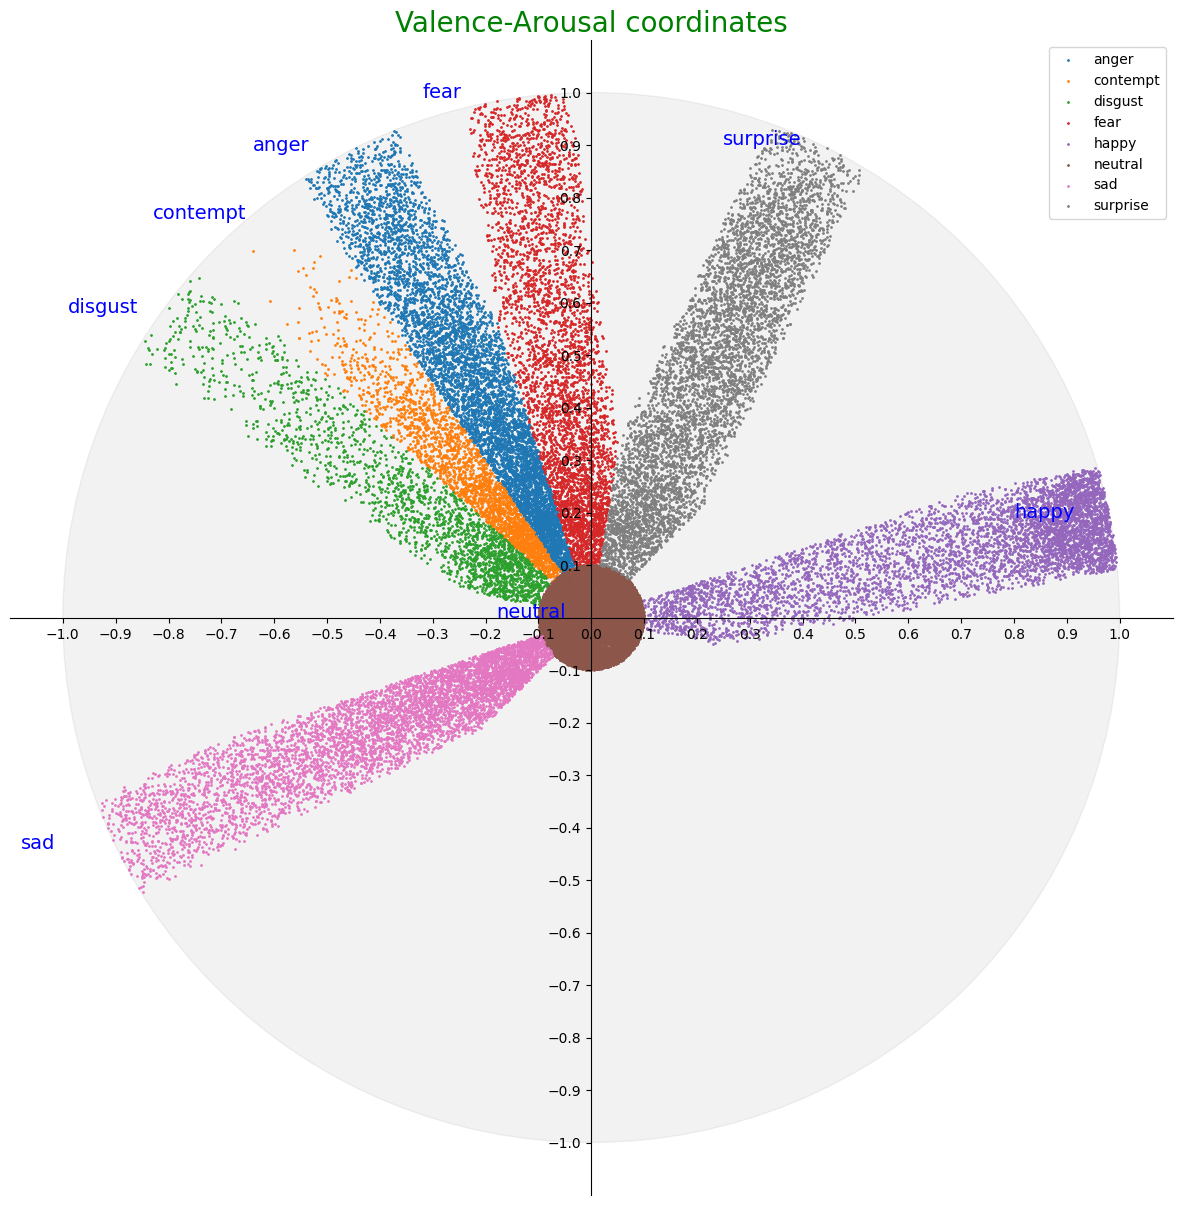 Valence-Arousal coordinates
anger
contempt
disgust
fear
happy
neutral
sad
surprise
fear
anger
surprise
contempt
disgust
happy
neutral
sad
1.0
0.9
0.8
0.7
0.6
0.5
0.4
0.3
0.2
0.1
−1.0 −0.9 −0.8 −0.7 −0.6 −0.5 −0.4 −0.3 −0.2 −0.1 0.0 0.1 0.2 0.3 0.4 0.5 0.6 0.7 0.8 0.9 1.0
−0.1
−0.2
−0.3
−0.4
−0.5
−0.6
−0.7
−0.8
−0.9
−1.0